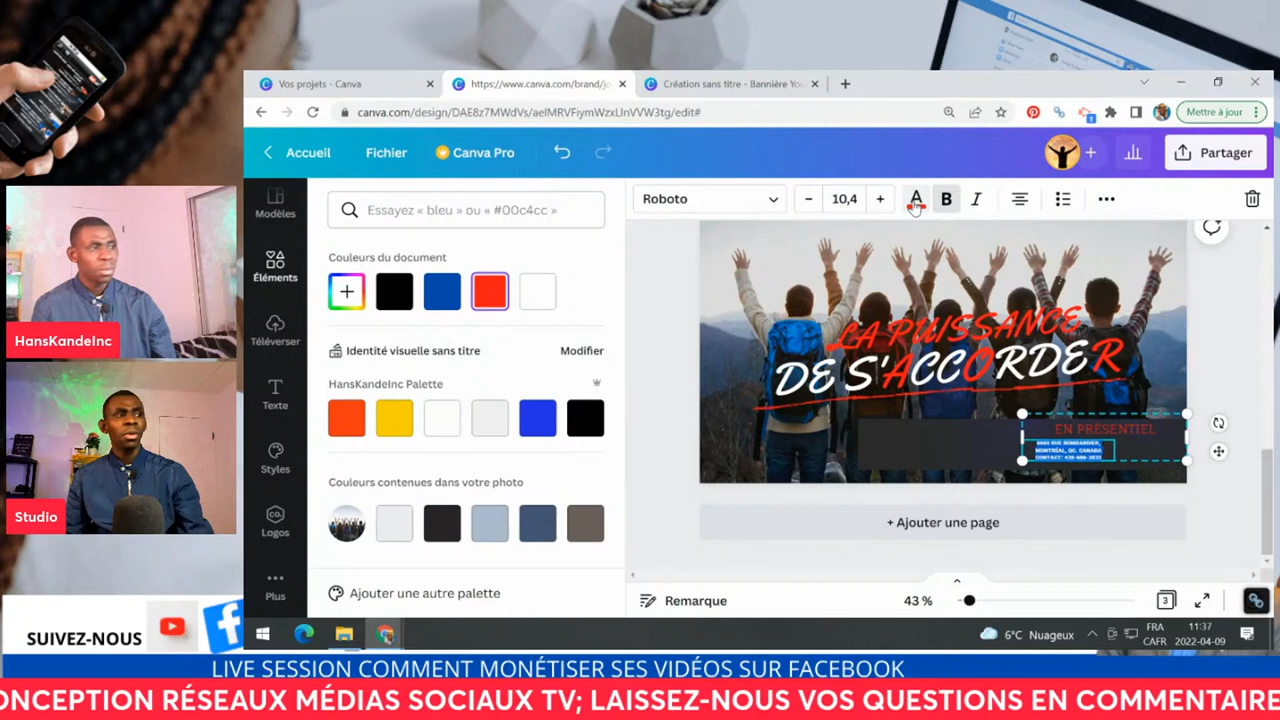 Vos projets - Canva
https://www.canva.com/brand/jo
Création sans titre - Bannière You
canva.com/design/DAE8z7MWdVs/aelMRVFiymWzxLlnVVW3tg/edit#
Mettre à jour
Accueil
Fichier
Canva Pro
Partager
Modèles
Éléments
Téléverser
Texte
Styles
Logos
Plus
Essayez « bleu » ou « #00c4cc »
Couleurs du document
Identité visuelle sans titre
Modifier
HansKandeInc Palette
Couleurs contenues dans votre photo
Ajouter une autre palette
Roboto
10,4
A
B
I
LA PUISSANCE
DE S'ACCORDER
EN PRÉSENTIEL
MONTRÉAL, QC. CANADA
+ Ajouter une page
Remarque
43 %
3
6°C Nuageux
FRA
CAFR
11:37
2022-04-09
HansKandeInc
Studio
SUIVEZ-NOUS
LIVE SESSION COMMENT MONÉTISER SES VIDÉOS SUR FACEBOOK
ONCEPTION RÉSEAUX MÉDIAS SOCIAUX TV; LAISSEZ-NOUS VOS QUESTIONS EN COMMENTAIRE